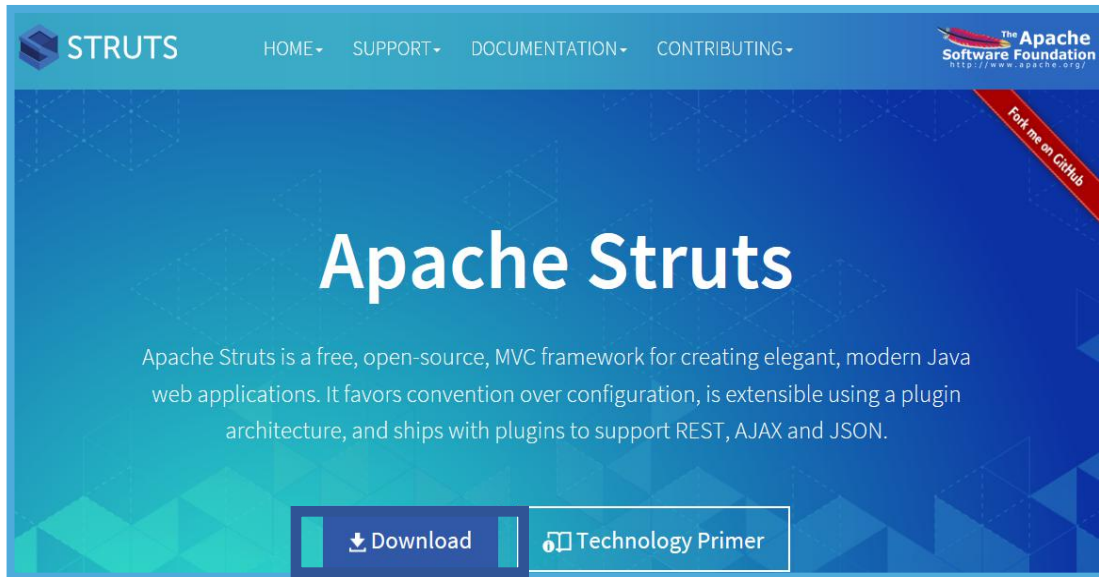 STRUTS
HOME SUPPORT DOCUMENTATION CONTRIBUTING
The Apache
Software Foundation
http://www.apache.org/
Fork me on GitHub
Apache Struts
Apache Struts is a free, open-source, MVC framework for creating elegant, modern Java
web applications. It favors convention over configuration, is extensible using a plugin
architecture, and ships with plugins to support REST, AJAX and JSON.
Download
Technology Primer